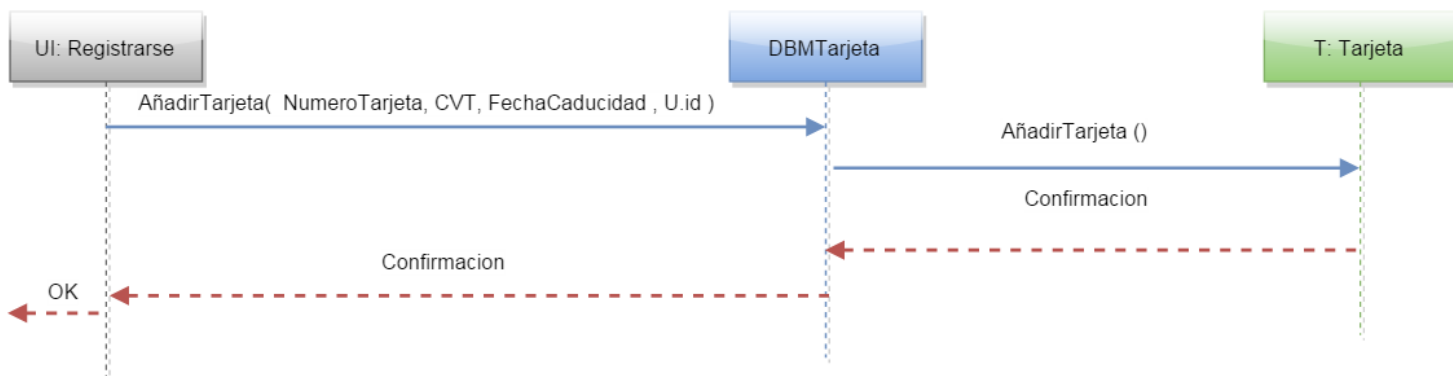 UI: Registrarse
DBMTarjeta
T: Tarjeta
AñadirTarjeta( NumeroTarjeta, CVT, FechaCaducidad , U.id )
AñadirTarjeta ()
Confirmacion
Confirmacion
OK